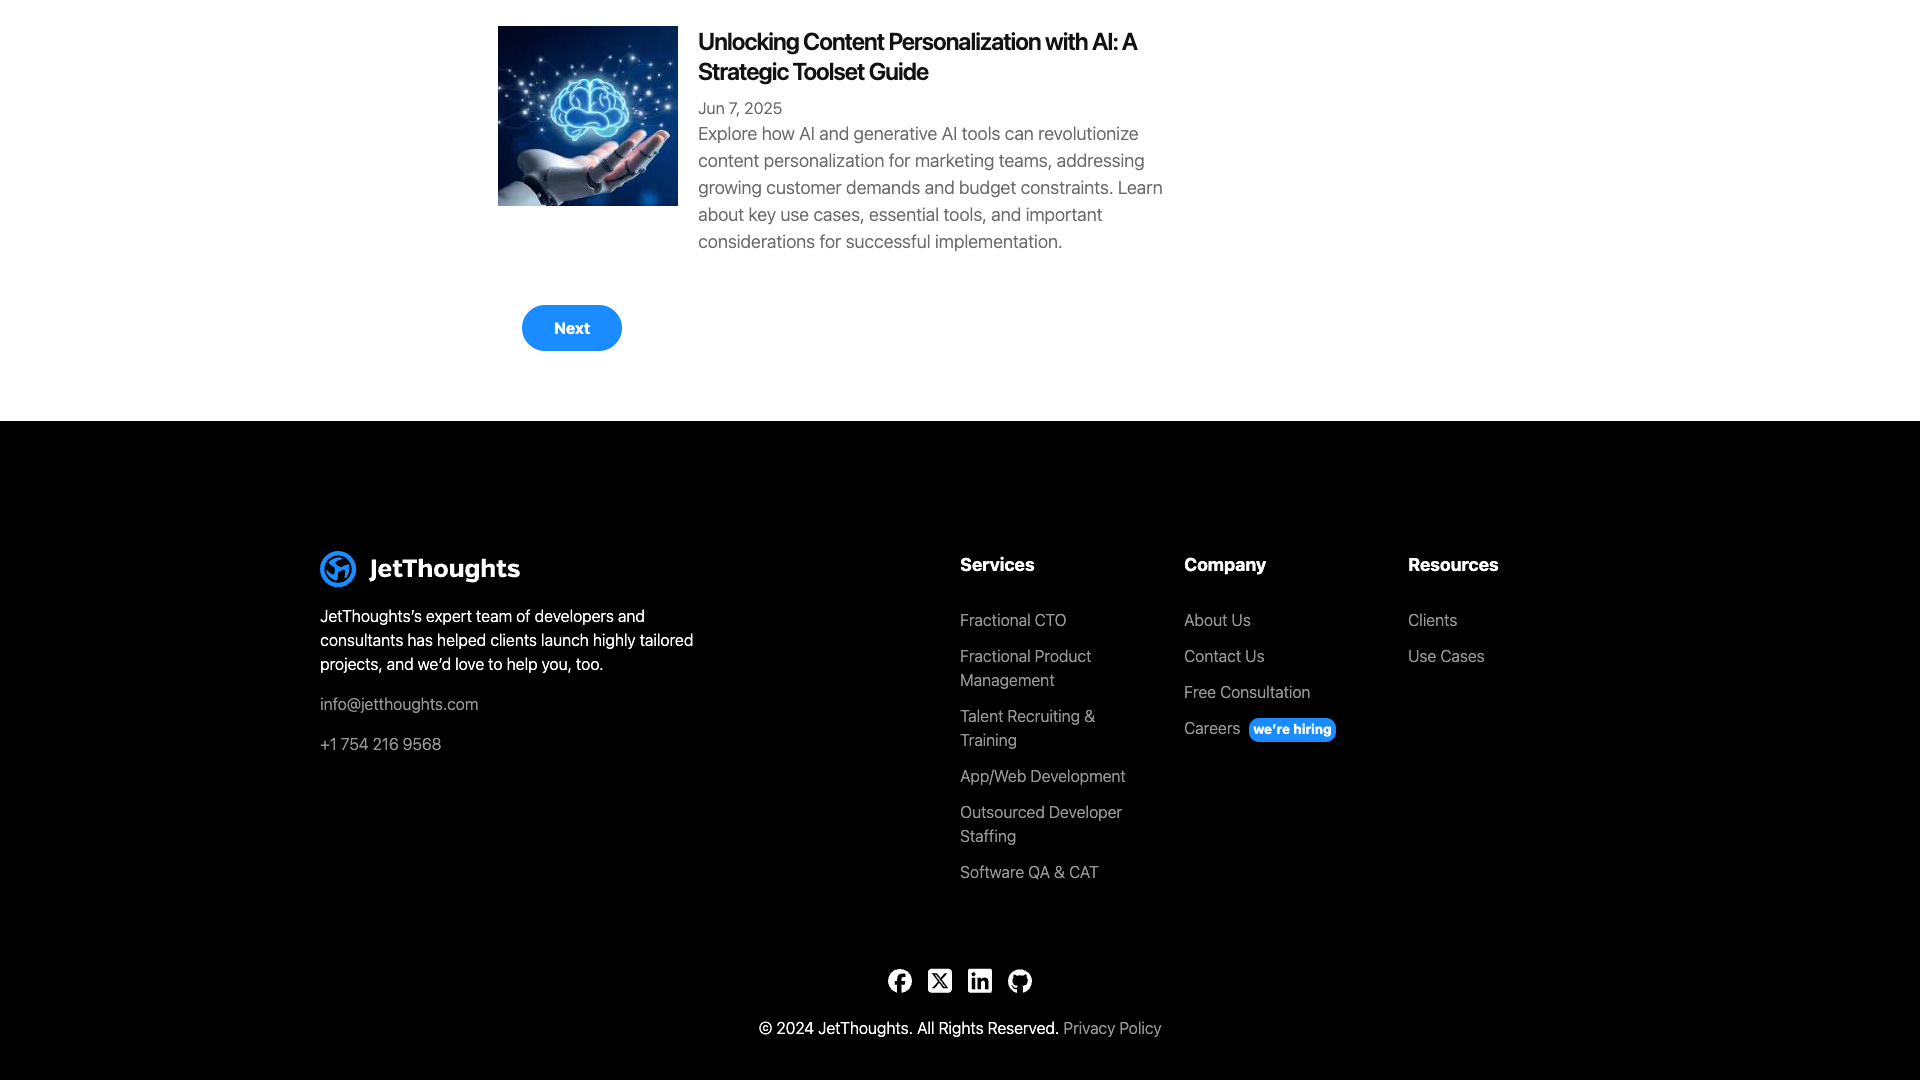 Unlocking Content Personalization with AI: A
Strategic Toolset Guide
Jun 7, 2025
Explore how AI and generative AI tools can revolutionize
content personalization for marketing teams, addressing
growing customer demands and budget constraints. Learn
about key use cases, essential tools, and important
considerations for successful implementation.
Next
JetThoughts
JetThoughts’s expert team of developers and
consultants has helped clients launch highly tailored
projects, and we’d love to help you, too.
info@jetthoughts.com
+1 754 216 9568
Services
Fractional CTO
Fractional Product
Management
Talent Recruiting &
Training
App/Web Development
Outsourced Developer
Staffing
Software QA & CAT
Company
About Us
Contact Us
Free Consultation
Careers we’re hiring
Resources
Clients
Use Cases
© 2024 JetThoughts. All Rights Reserved. Privacy Policy